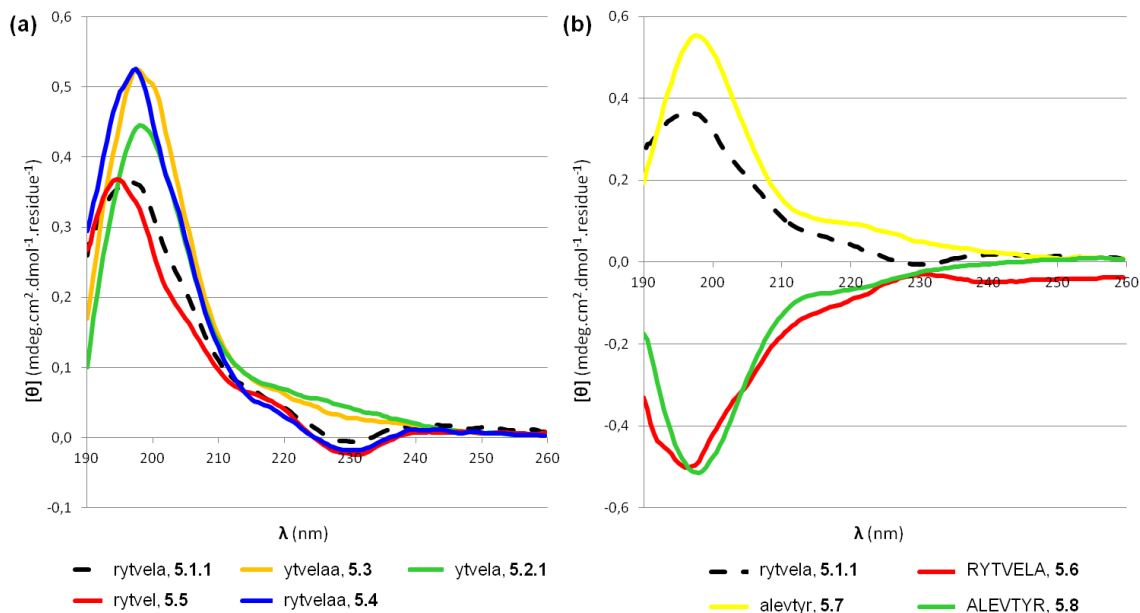 (a)
0,6
0,5
0,4
0,3
0,2
0,1
0,0
-0,1
190 200 210 220 230 240 250 260
[θ] (mdeg.cm².dmol⁻¹.residue⁻¹)
λ (nm)
rytvela, 5.1.1
ytvelaa, 5.3
ytvela, 5.2.1
rytvel, 5.5
rytvelaa, 5.4
(b)
0,6
0,4
0,2
0,0
-0,2
-0,4
-0,6
190 200 210 220 230 240 250 260
[θ] (mdeg.cm².dmol⁻¹.residue⁻¹)
λ (nm)
rytvela, 5.1.1
RYTVELA, 5.6
alevtyr, 5.7
ALEVTYR, 5.8